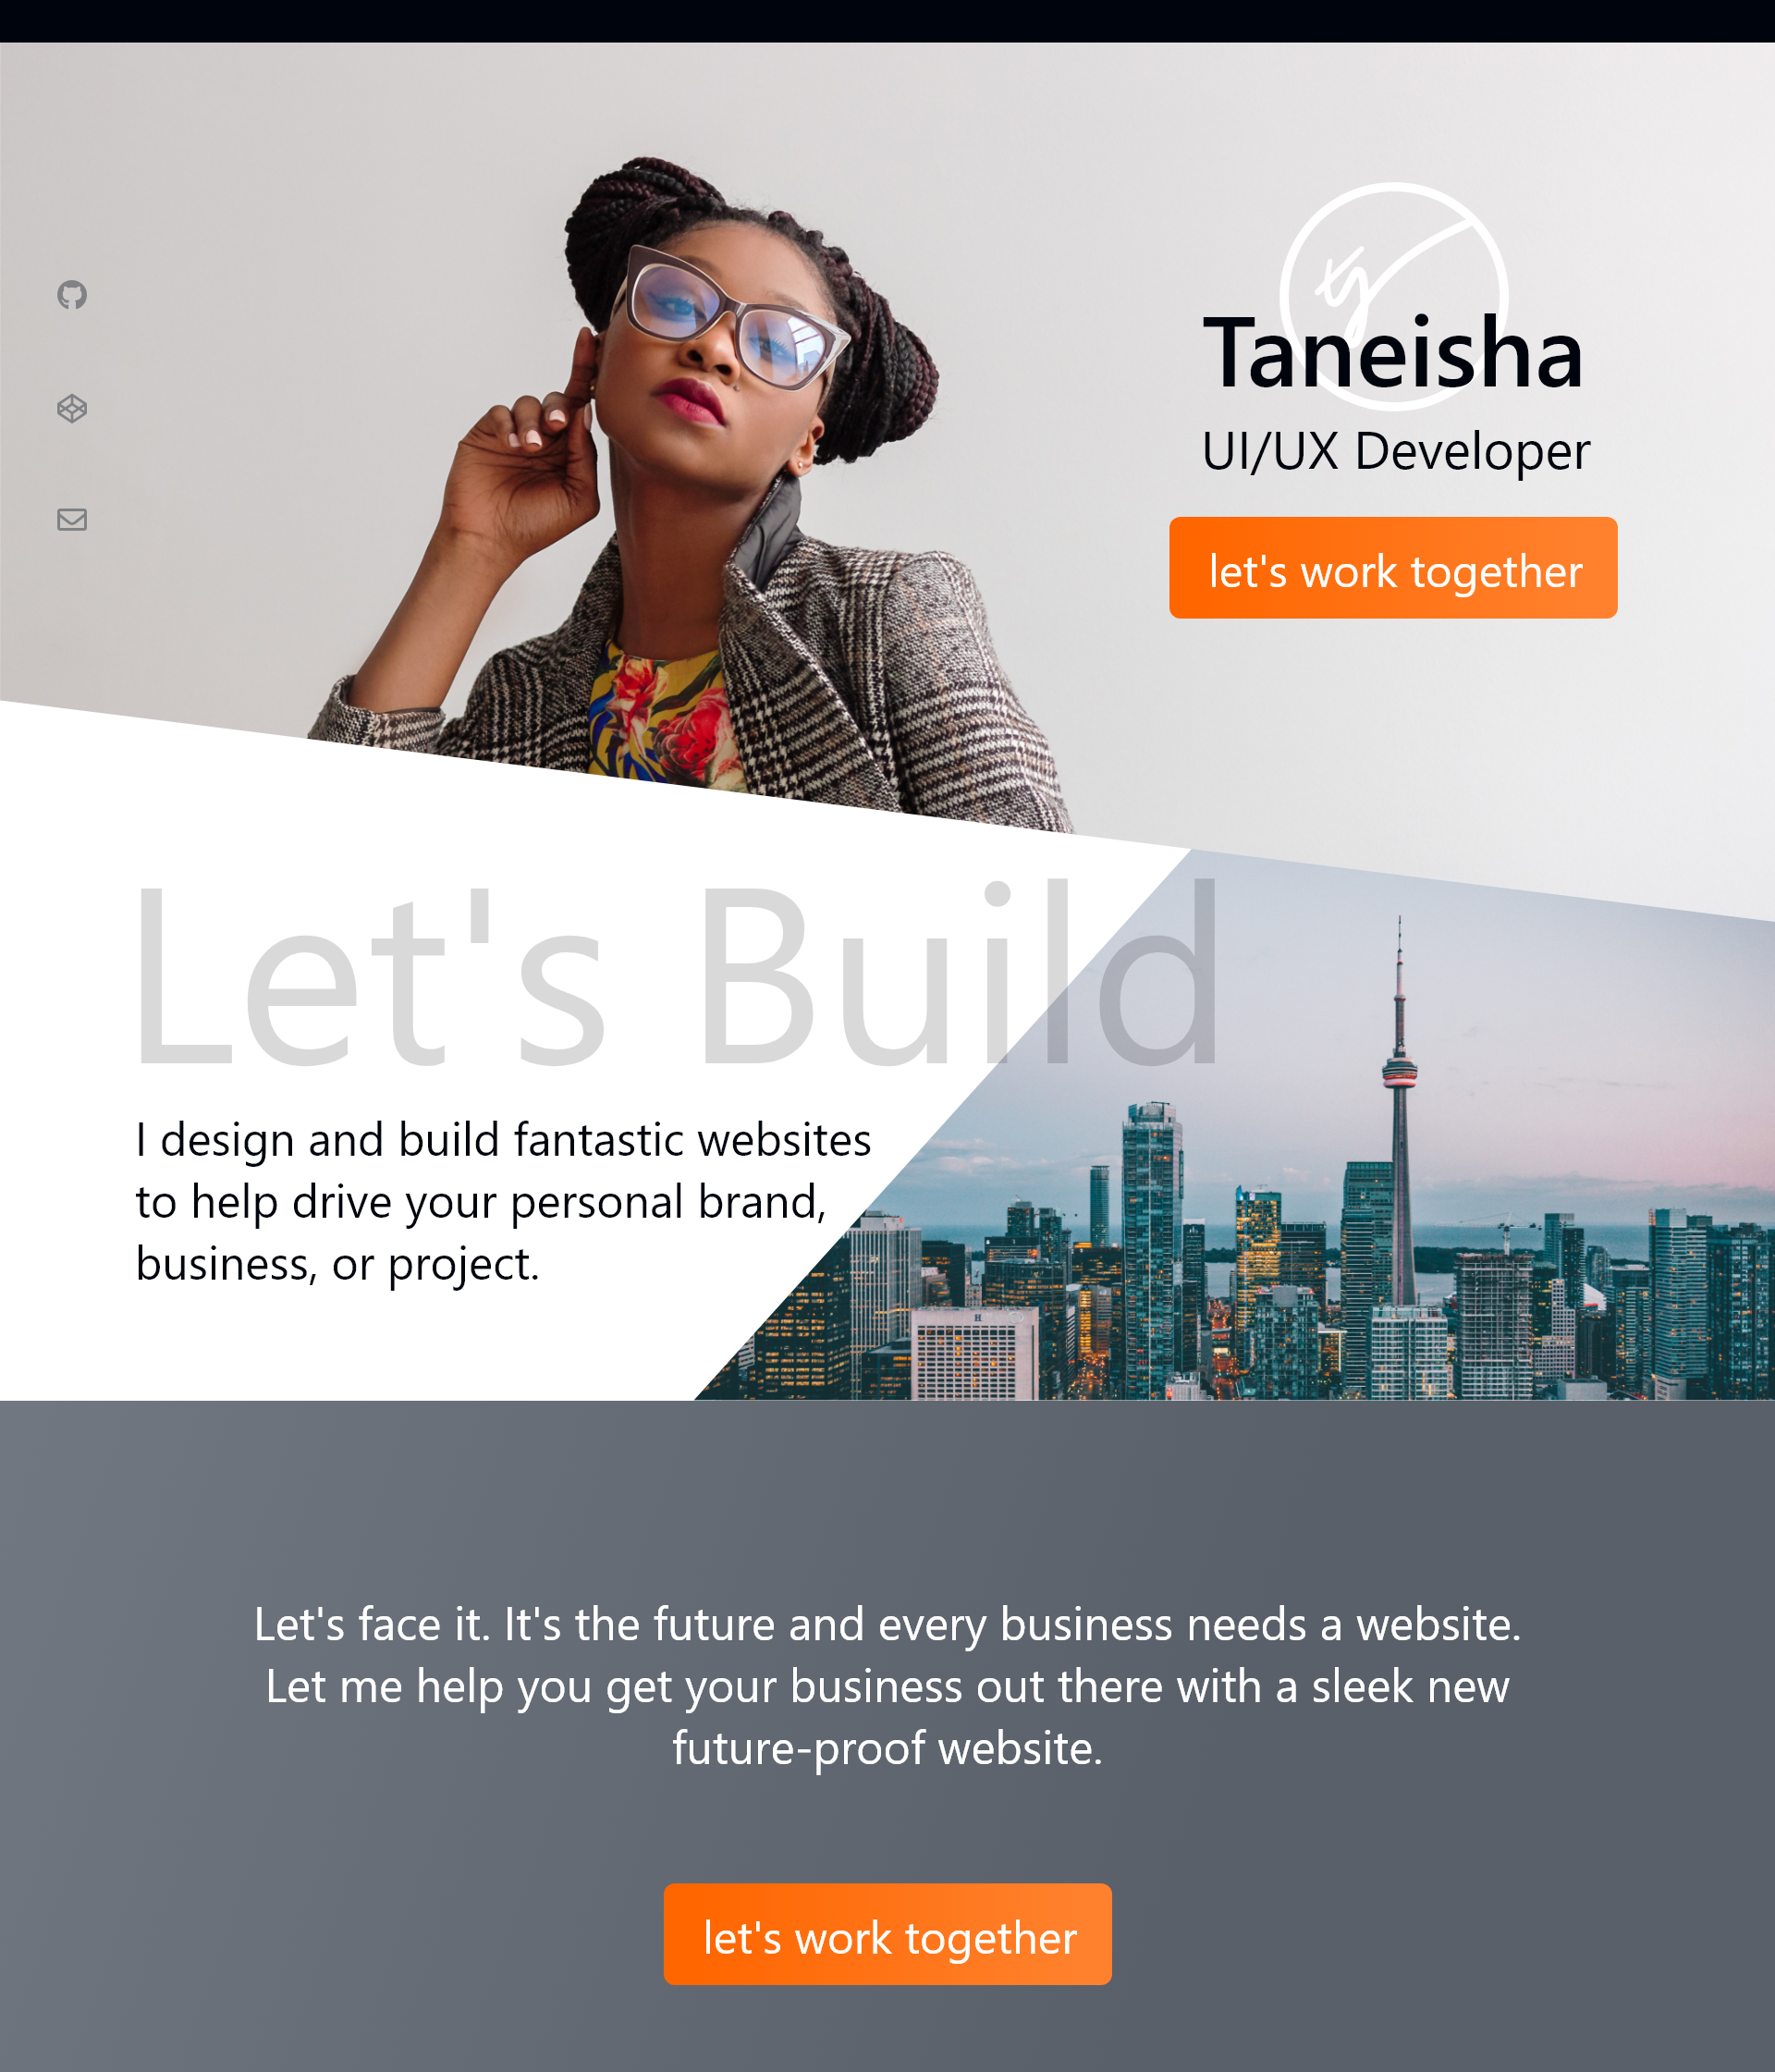 Taneisha
UI/UX Developer
let's work together
Let's Build
I design and build fantastic websites
to help drive your personal brand,
business, or project.
H
Let's face it. It's the future and every business needs a website.
Let me help you get your business out there with a sleek new
future-proof website.
let's work together